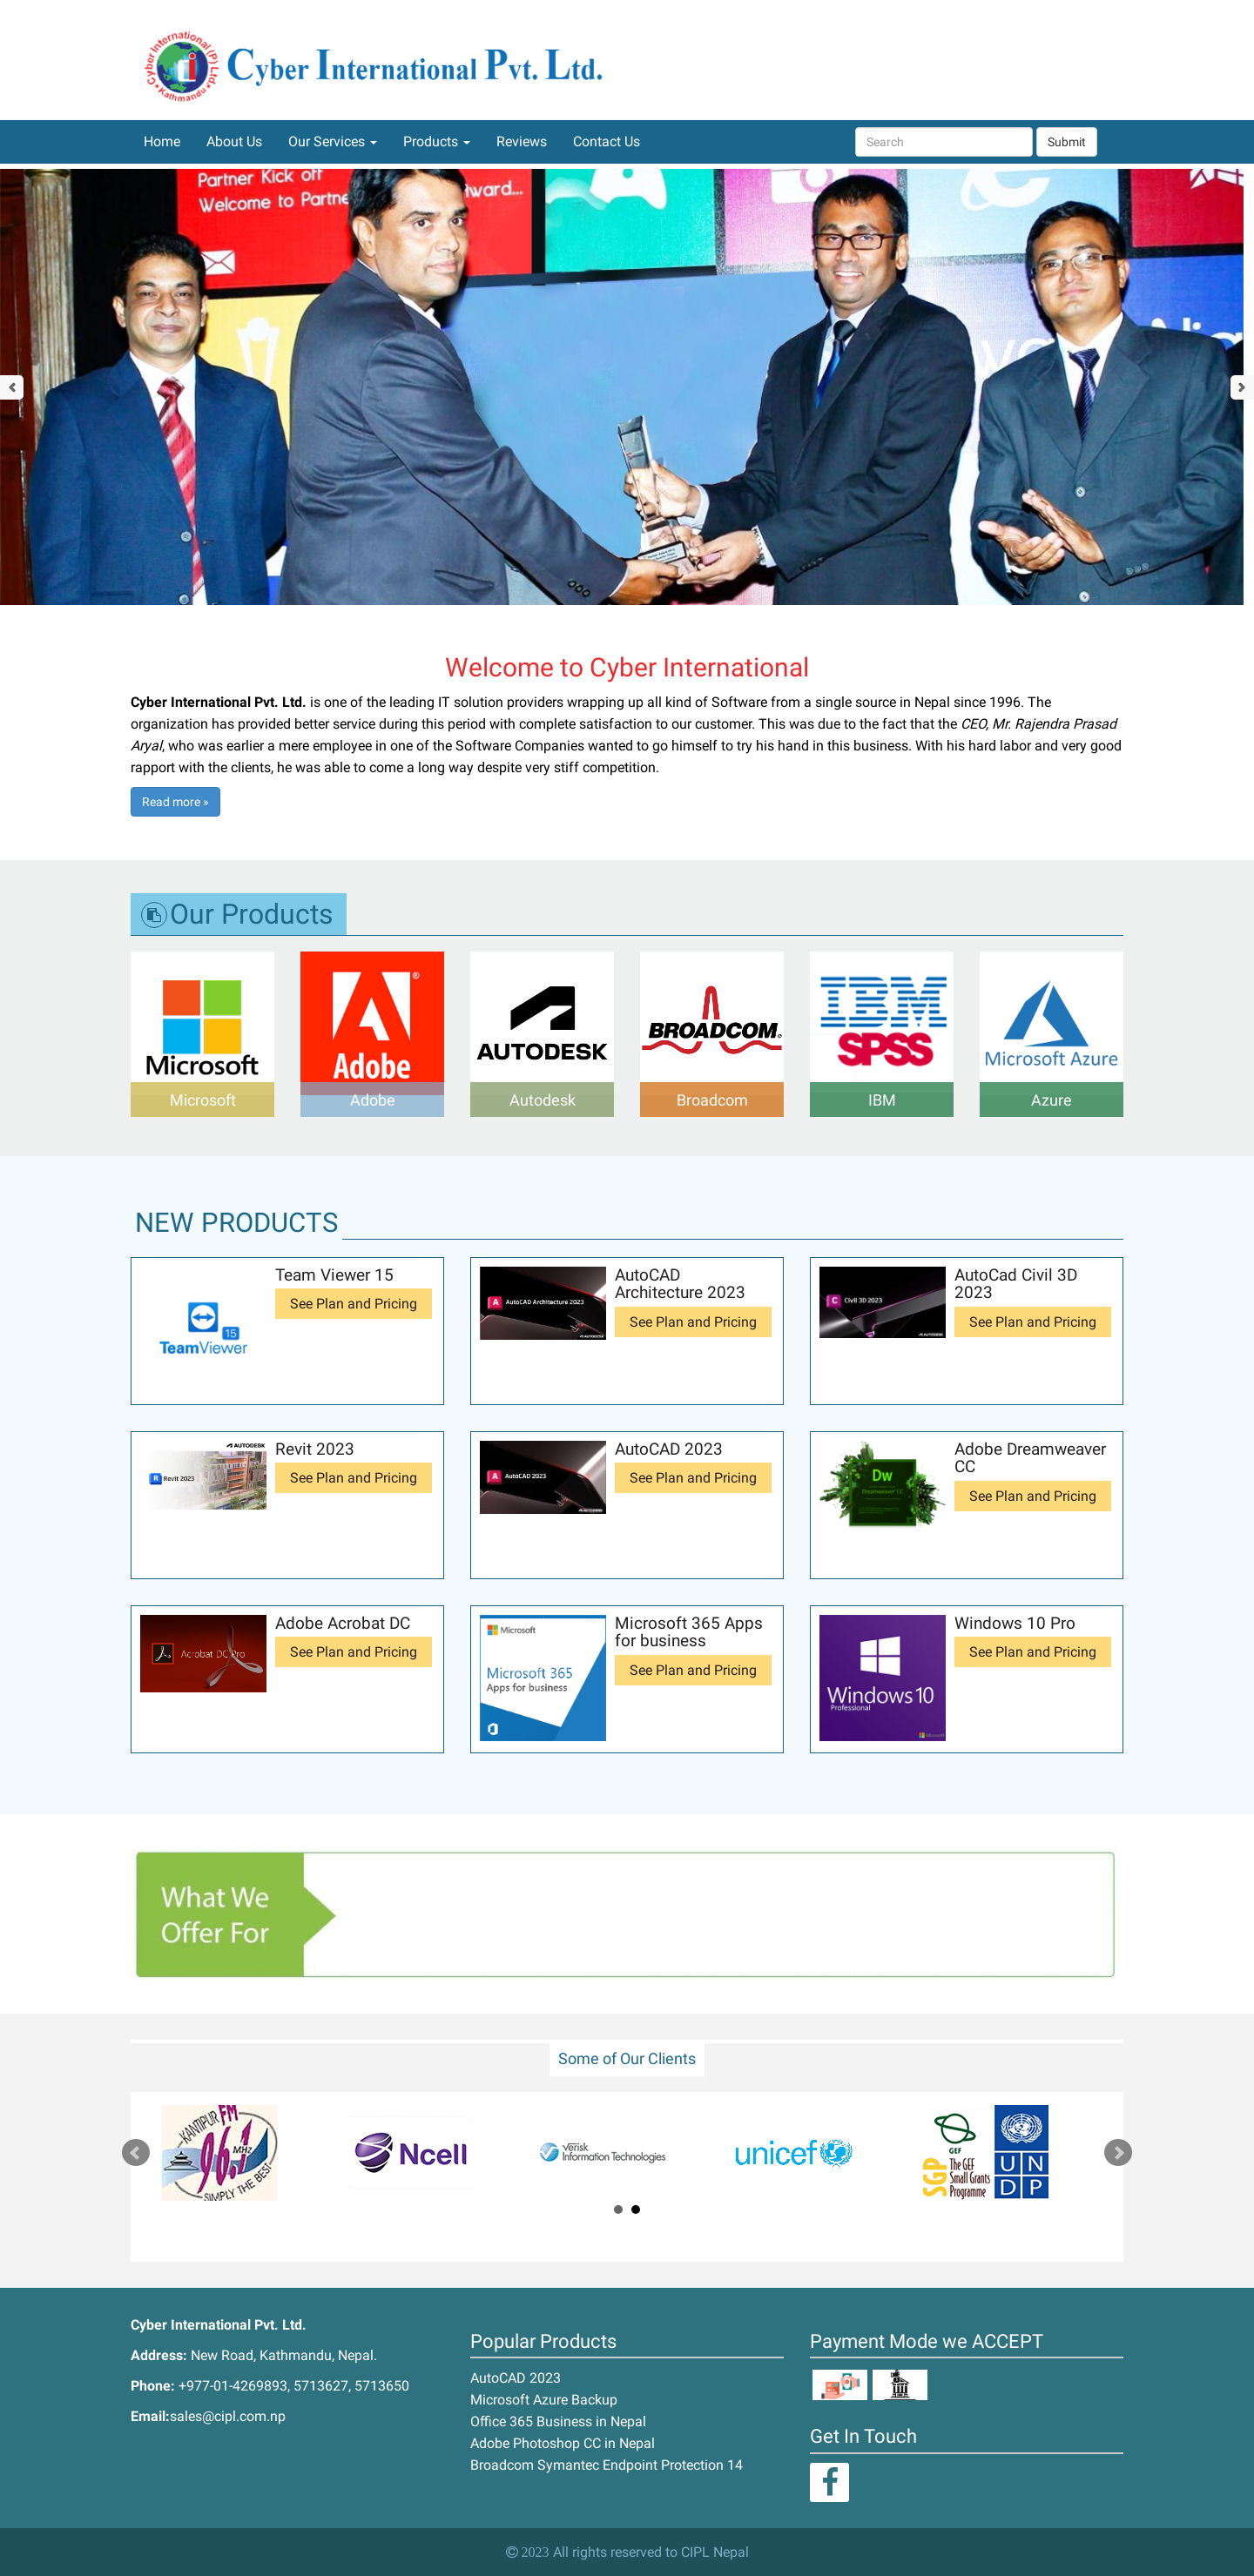 Cyber International (P) Ltd.
Kathmandu
Cyber International Pvt. Ltd.
Home
About Us
Our Services
Products
Reviews
Contact Us
Search
Submit
Partner Kick off
Award...
Welcome to Partne
Welcome to Cyber International
Cyber International Pvt. Ltd. is one of the leading IT solution providers wrapping up all kind of Software from a single source in Nepal since 1996. The
organization has provided better service during this period with complete satisfaction to our customer. This was due to the fact that the CEO, Mr. Rajendra Prasad
Aryal, who was earlier a mere employee in one of the Software Companies wanted to go himself to try his hand in this business. With his hard labor and very good
rapport with the clients, he was able to come a long way despite very stiff competition.
Read more »
Our Products
Microsoft
Microsoft
Adobe
Adobe
AUTODESK
Autodesk
BROADCOM
Broadcom
IBM
SPSS
IBM
Microsoft Azure
Azure
NEW PRODUCTS
TeamViewer 15
Team Viewer 15
See Plan and Pricing
AutoCAD Architecture 2023
AUTODESK
AutoCAD
Architecture 2023
See Plan and Pricing
Civil 3D 2023
AUTODESK
AutoCad Civil 3D
2023
See Plan and Pricing
AUTODESK
Revit 2023
Revit 2023
See Plan and Pricing
AutoCAD 2023
AUTODESK
AutoCAD 2023
See Plan and Pricing
Dw
Dreamweaver CC
Adobe Dreamweaver
CC
See Plan and Pricing
Acrobat DC Pro
Adobe Acrobat DC
See Plan and Pricing
Microsoft
Microsoft 365
Apps for business
Microsoft 365 Apps
for business
See Plan and Pricing
Windows 10
Professional
Microsoft
Windows 10 Pro
See Plan and Pricing
What We
Offer For
Some of Our Clients
KANTIPUR FM
96.1
MHz
SIMPLY THE BEST
Ncell
Verisk
Information Technologies
unicef
GEF
SGP The GEF
Small Grants
Programme
U N
D P
Cyber International Pvt. Ltd.
Address: New Road, Kathmandu, Nepal.
Phone: +977-01-4269893, 5713627, 5713650
Email:sales@cipl.com.np
Popular Products
AutoCAD 2023
Microsoft Azure Backup
Office 365 Business in Nepal
Adobe Photoshop CC in Nepal
Broadcom Symantec Endpoint Protection 14
Payment Mode we ACCEPT
Get In Touch
© 2023 All rights reserved to CIPL Nepal